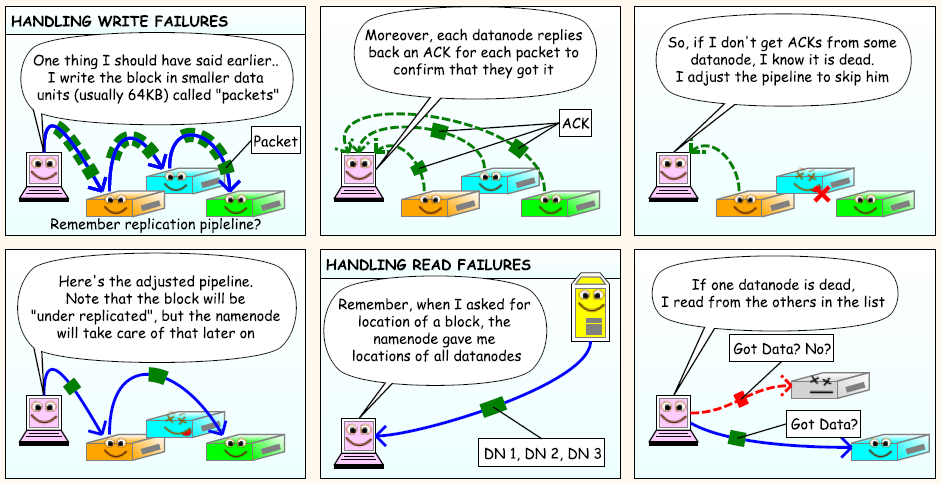 HANDLING WRITE FAILURES
One thing I should have said earlier..
I write the block in smaller data
units (usually 64KB) called "packets"
Packet
Remember replication pipleline?
Moreover, each datanode replies
back an ACK for each packet to
confirm that they got it
ACK
So, if I don't get ACKs from some
datanode, I know it is dead.
I adjust the pipeline to skip him
Here's the adjusted pipeline.
Note that the block will be
"under replicated", but the namenode
will take care of that later on
HANDLING READ FAILURES
Remember, when I asked for
location of a block, the
namenode gave me
locations of all datanodes
DN 1, DN 2, DN 3
If one datanode is dead,
I read from the others in the list
Got Data? No?
Got Data?